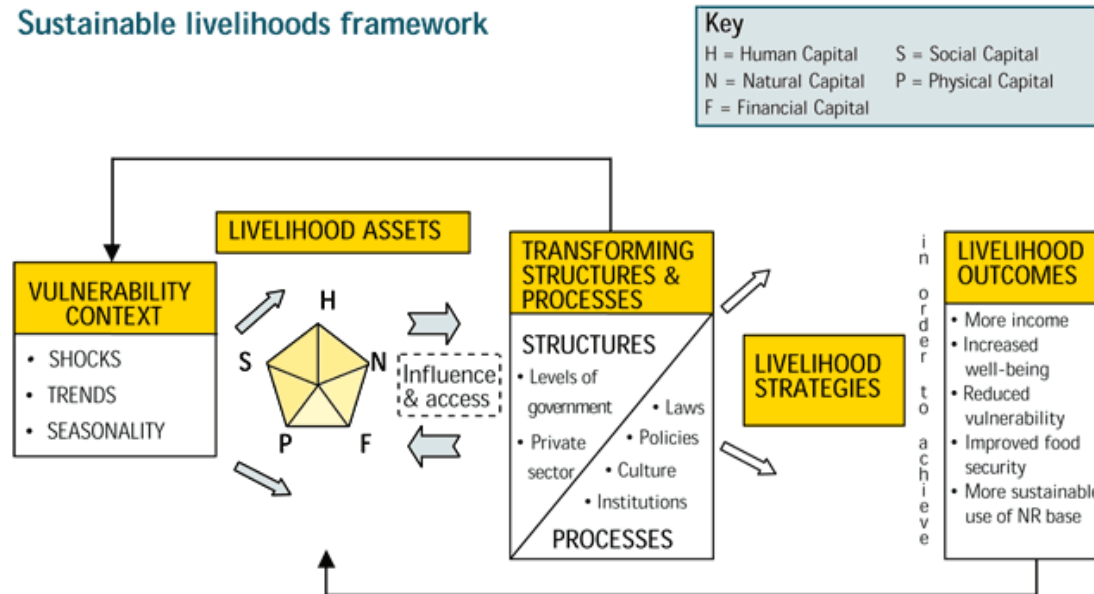 Sustainable livelihoods framework
Key
H = Human Capital S = Social Capital
N = Natural Capital P = Physical Capital
F = Financial Capital
LIVELIHOOD ASSETS
VULNERABILITY
CONTEXT
• SHOCKS
• TRENDS
• SEASONALITY
H
S
N
P
F
Influence
& access
TRANSFORMING
STRUCTURES &
PROCESSES
STRUCTURES
• Levels of
government
• Private
sector
• Laws
• Policies
• Culture
• Institutions
PROCESSES
LIVELIHOOD
STRATEGIES
in order to achieve
LIVELIHOOD
OUTCOMES
• More income
• Increased
well-being
• Reduced
vulnerability
• Improved food
security
• More sustainable
use of NR base